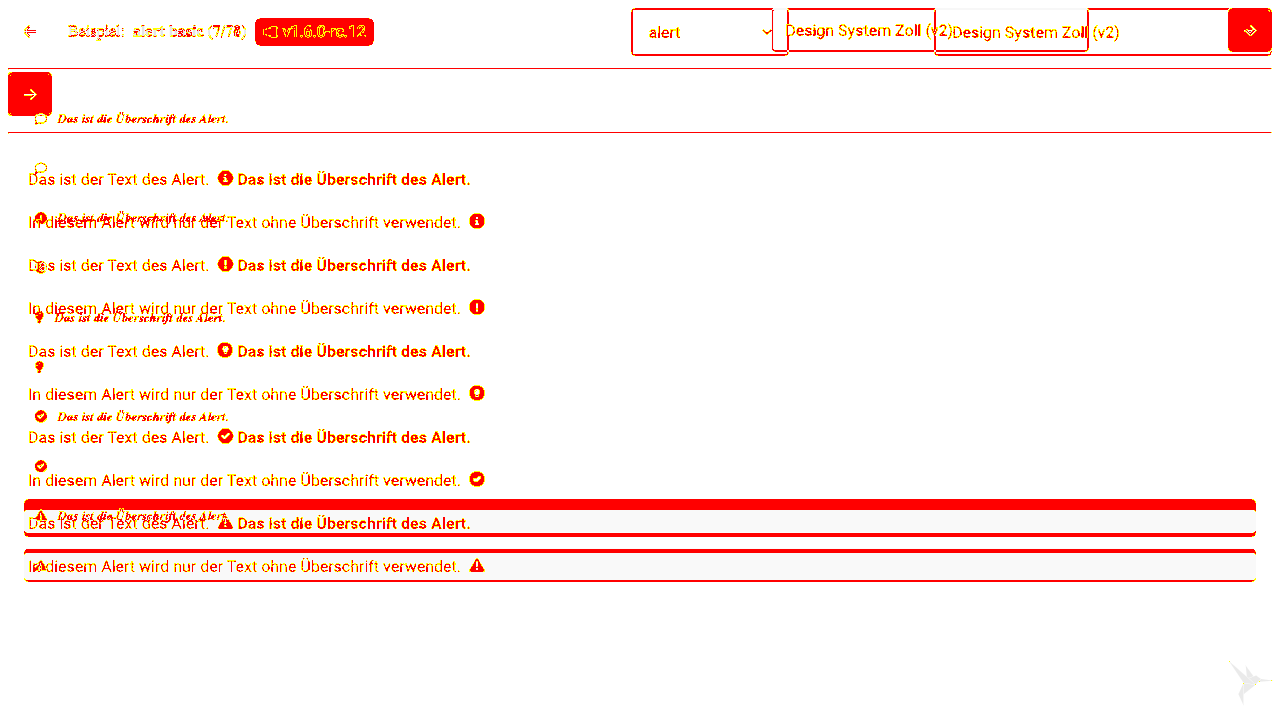 Beispiel: alert basic (7/78) v1.6.0-rc.12 alert Design System Zoll (v2) Design System Zoll (v2)
Das ist die Überschrift des Alert.
Das ist der Text des Alert. Das ist die Überschrift des Alert.
Das ist die Überschrift des Alert.
In diesem Alert wird nur der Text ohne Überschrift verwendet.
Das ist der Text des Alert. Das ist die Überschrift des Alert.
In diesem Alert wird nur der Text ohne Überschrift verwendet.
Das ist die Überschrift des Alert.
Das ist der Text des Alert. Das ist die Überschrift des Alert.
In diesem Alert wird nur der Text ohne Überschrift verwendet.
Das ist die Überschrift des Alert.
Das ist der Text des Alert. Das ist die Überschrift des Alert.
In diesem Alert wird nur der Text ohne Überschrift verwendet.
Das ist die Überschrift des Alert.
Das ist der Text des Alert. Das ist die Überschrift des Alert.
In diesem Alert wird nur der Text ohne Überschrift verwendet.